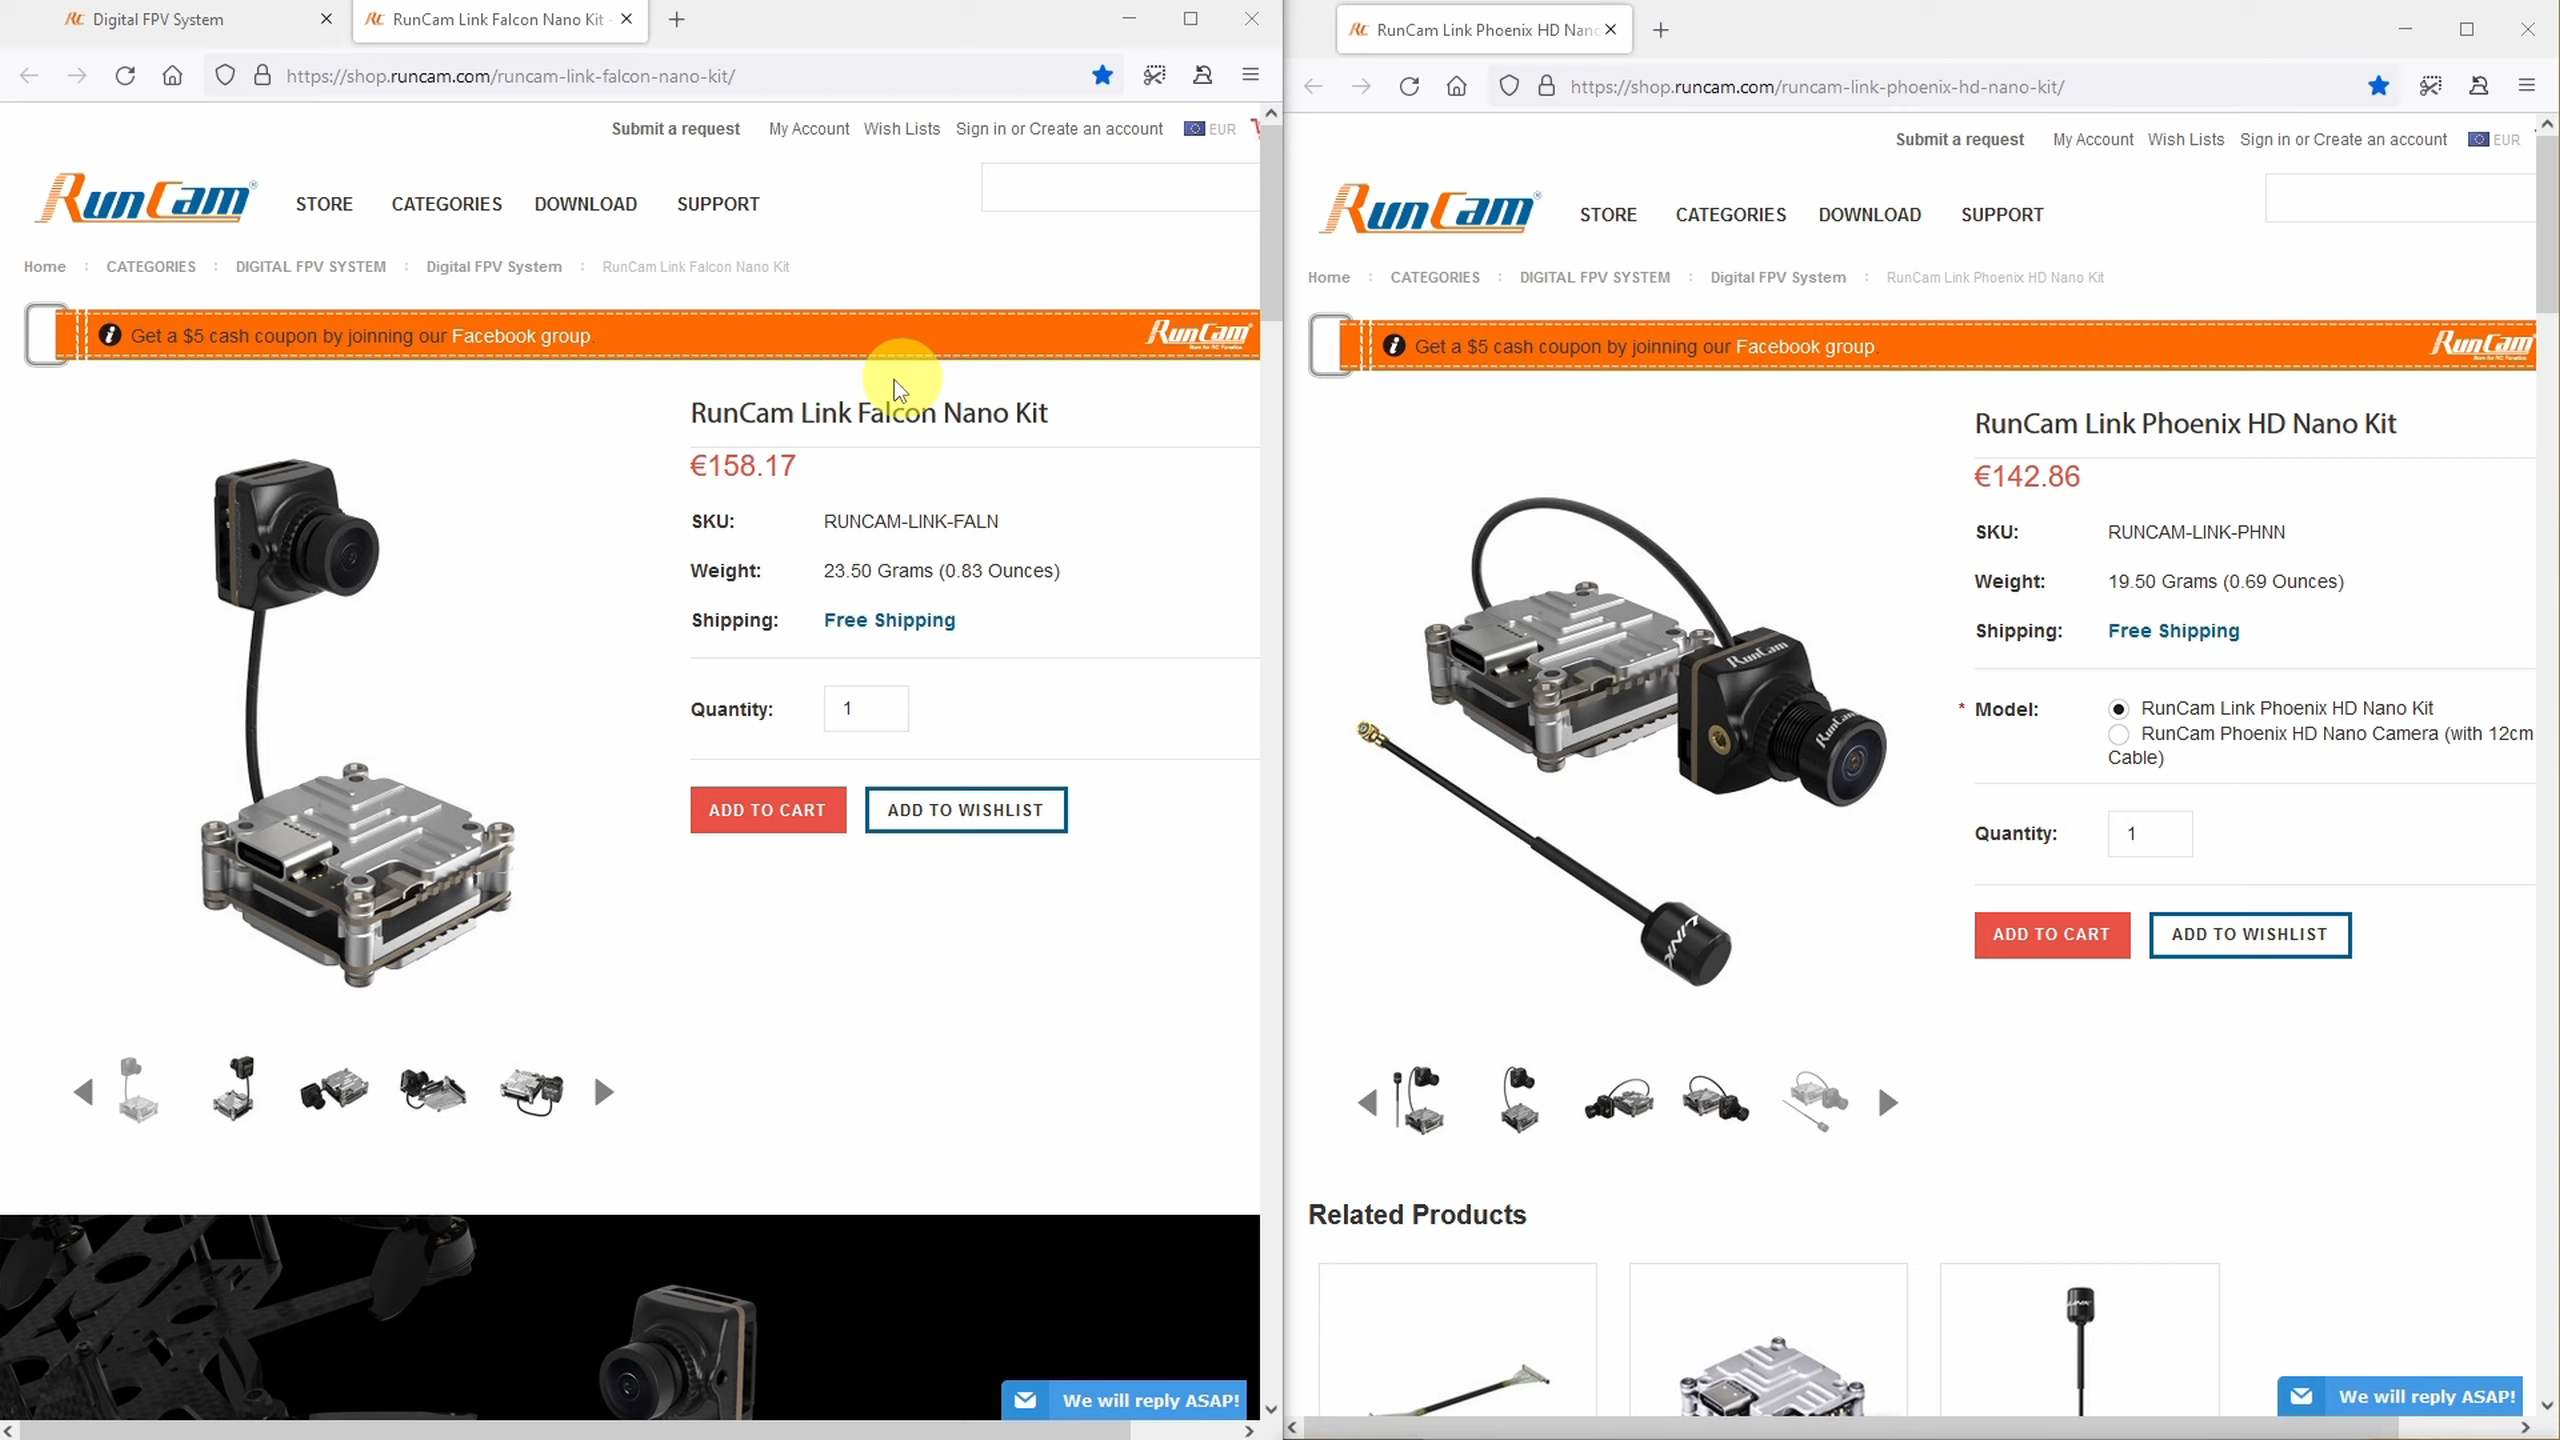 Digital FPV System
RunCam Link Falcon Nano Kit -
https://shop.runcam.com/runcam-link-falcon-nano-kit/
Submit a request My Account Wish Lists Sign in or Create an account EUR
RunCam
STORE CATEGORIES DOWNLOAD SUPPORT
Home : CATEGORIES : DIGITAL FPV SYSTEM : Digital FPV System : RunCam Link Falcon Nano Kit
Get a $5 cash coupon by joinning our Facebook group.
RunCam
RunCam Link Falcon Nano Kit
€158.17
SKU: RUNCAM-LINK-FALN
Weight: 23.50 Grams (0.83 Ounces)
Shipping: Free Shipping
Quantity: 1
ADD TO CART ADD TO WISHLIST
We will reply ASAP!
RunCam Link Phoenix HD Nano
https://shop.runcam.com/runcam-link-phoenix-hd-nano-kit/
Submit a request My Account Wish Lists Sign in or Create an account EUR
RunCam
STORE CATEGORIES DOWNLOAD SUPPORT
Home : CATEGORIES : DIGITAL FPV SYSTEM : Digital FPV System : RunCam Link Phoenix HD Nano Kit
Get a $5 cash coupon by joinning our Facebook group.
RunCam
RunCam Link Phoenix HD Nano Kit
€142.86
SKU: RUNCAM-LINK-PHNN
Weight: 19.50 Grams (0.69 Ounces)
Shipping: Free Shipping
* Model: RunCam Link Phoenix HD Nano Kit
RunCam Phoenix HD Nano Camera (with 12cm
Cable)
Quantity: 1
ADD TO CART ADD TO WISHLIST
RunCam
RunCam
LINK
Related Products
LINK
We will reply ASAP!